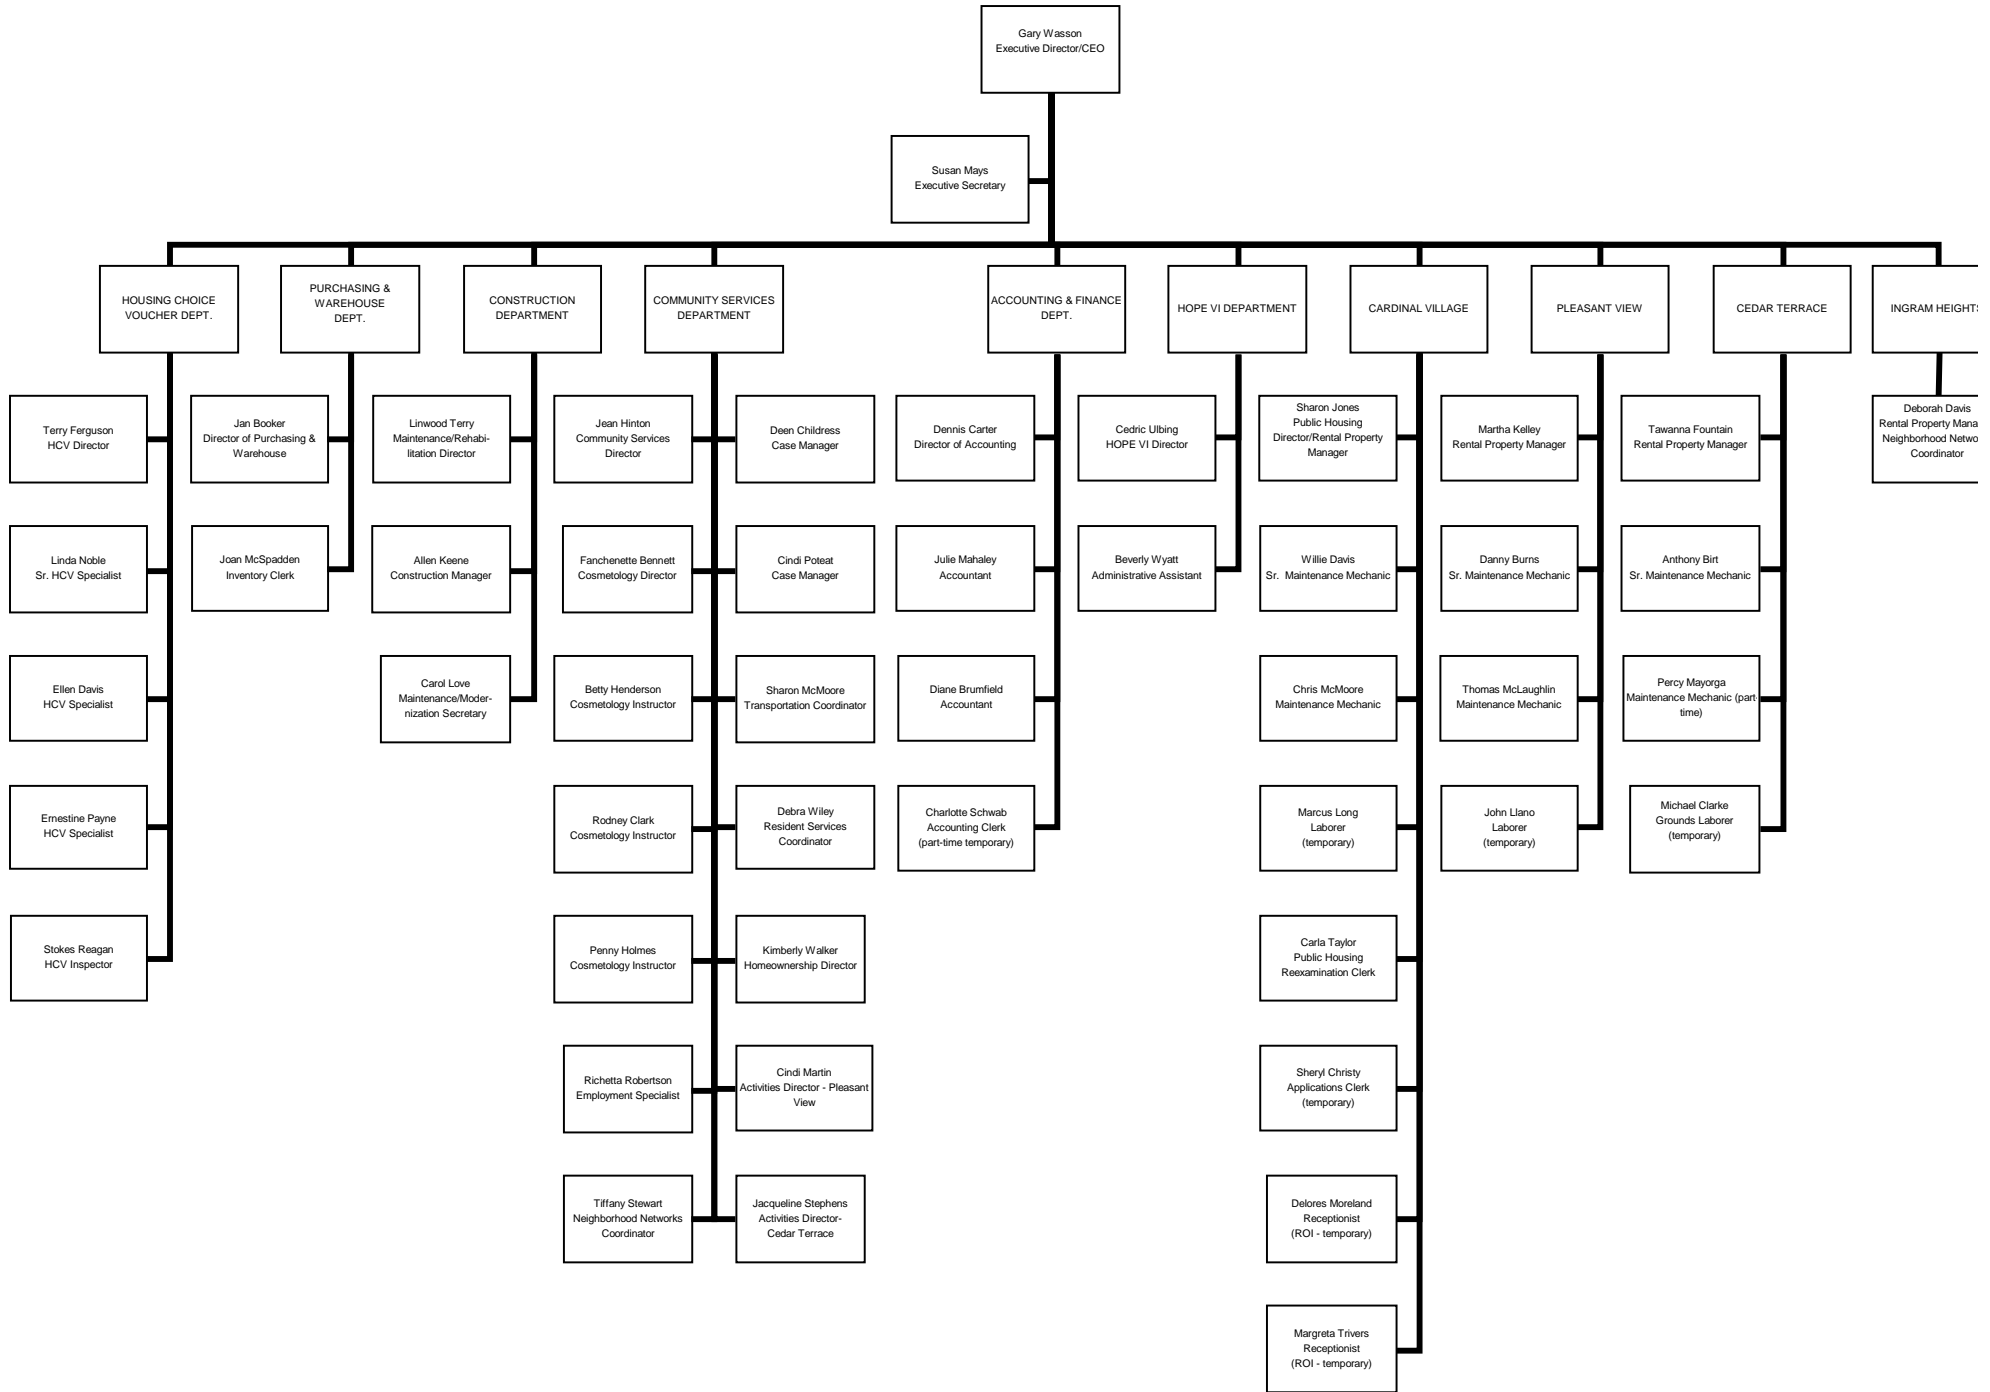 Gary Wasson
Executive Director/CEO
Susan Mays
Executive Secretary
HOUSING CHOICE
VOUCHER DEPT.
PURCHASING &
WAREHOUSE
DEPT.
CONSTRUCTION
DEPARTMENT
COMMUNITY SERVICES
DEPARTMENT
ACCOUNTING & FINANCE
DEPT.
HOPE VI DEPARTMENT
CARDINAL VILLAGE
PLEASANT VIEW
CEDAR TERRACE
INGRAM HEIGHTS
Terry Ferguson
HCV Director
Jan Booker
Director of Purchasing &
Warehouse
Linwood Terry
Maintenance/Rehabi-
litation Director
Jean Hinton
Community Services
Director
Deen Childress
Case Manager
Dennis Carter
Director of Accounting
Cedric Ulbing
HOPE VI Director
Sharon Jones
Public Housing
Director/Rental Property
Manager
Martha Kelley
Rental Property Manager
Tawanna Fountain
Rental Property Manager
Deborah Davis
Rental Property Mana
Neighborhood Netwo
Coordinator
Linda Noble
Sr. HCV Specialist
Joan McSpadden
Inventory Clerk
Allen Keene
Construction Manager
Fanchenette Bennett
Cosmetology Director
Cindi Poteat
Case Manager
Julie Mahaley
Accountant
Beverly Wyatt
Administrative Assistant
Willie Davis
Sr. Maintenance Mechanic
Danny Burns
Sr. Maintenance Mechanic
Anthony Birt
Sr. Maintenance Mechanic
Ellen Davis
HCV Specialist
Carol Love
Maintenance/Moder-
nization Secretary
Betty Henderson
Cosmetology Instructor
Sharon McMoore
Transportation Coordinator
Diane Brumfield
Accountant
Chris McMoore
Maintenance Mechanic
Thomas McLaughlin
Maintenance Mechanic
Percy Mayorga
Maintenance Mechanic (part-
time)
Ernestine Payne
HCV Specialist
Rodney Clark
Cosmetology Instructor
Debra Wiley
Resident Services
Coordinator
Charlotte Schwab
Accounting Clerk
(part-time temporary)
Marcus Long
Laborer
(temporary)
John Llano
Laborer
(temporary)
Michael Clarke
Grounds Laborer
(temporary)
Stokes Reagan
HCV Inspector
Penny Holmes
Cosmetology Instructor
Kimberly Walker
Homeownership Director
Carla Taylor
Public Housing
Reexamination Clerk
Richetta Robertson
Employment Specialist
Cindi Martin
Activities Director - Pleasant
View
Sheryl Christy
Applications Clerk
(temporary)
Tiffany Stewart
Neighborhood Networks
Coordinator
Jacqueline Stephens
Activities Director-
Cedar Terrace
Delores Moreland
Receptionist
(ROI - temporary)
Margreta Trivers
Receptionist
(ROI - temporary)